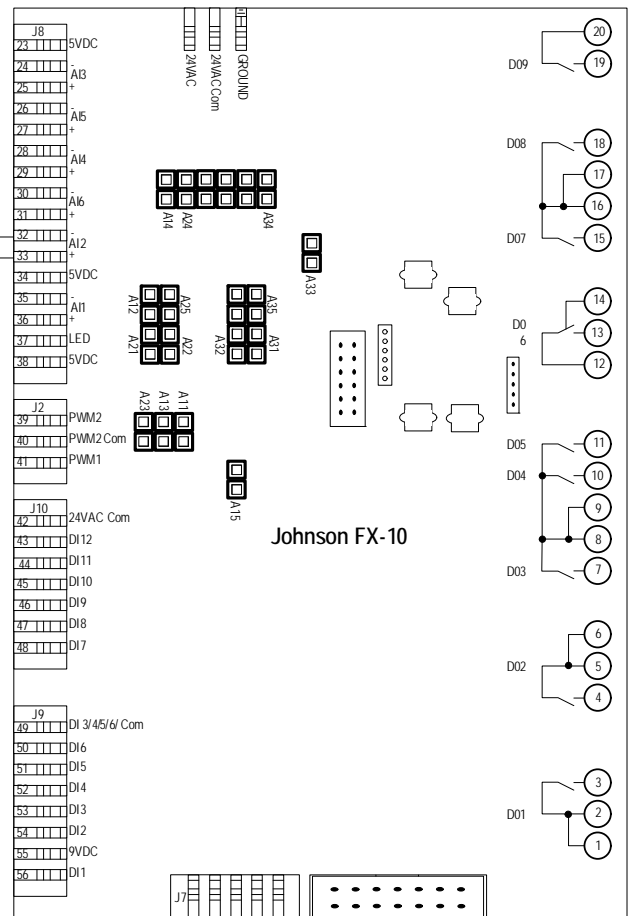 J8
23 5VDC
24 -
AI3
25 +
26 -
AI5
27 +
28 -
AI4
29 +
30 -
AI6
31 +
32 -
AI2
33 +
34 5VDC
35 -
AI1
36 +
37 LED
38 5VDC
J2
39 PWM2
40 PWM2 Com
41 PWM1
J10
42 24VAC Com
43 DI12
44 DI11
45 DI10
46 DI9
47 DI8
48 DI7
J9
49 DI 3/4/5/6/ Com
50 DI6
51 DI5
52 DI4
53 DI3
54 DI2
55 9VDC
56 DI1
24VAC
24VAC Com
GROUND
A14
A24
A34
A33
A12
A25
A35
A21
A22
A32
A31
A23
A13
A11
A15
Johnson FX-10
J7
20
D09
19
D08
18
17
16
D07
15
14
D0
6
13
12
D05
11
D04
10
9
8
D03
7
6
D02
5
4
3
D01
2
1